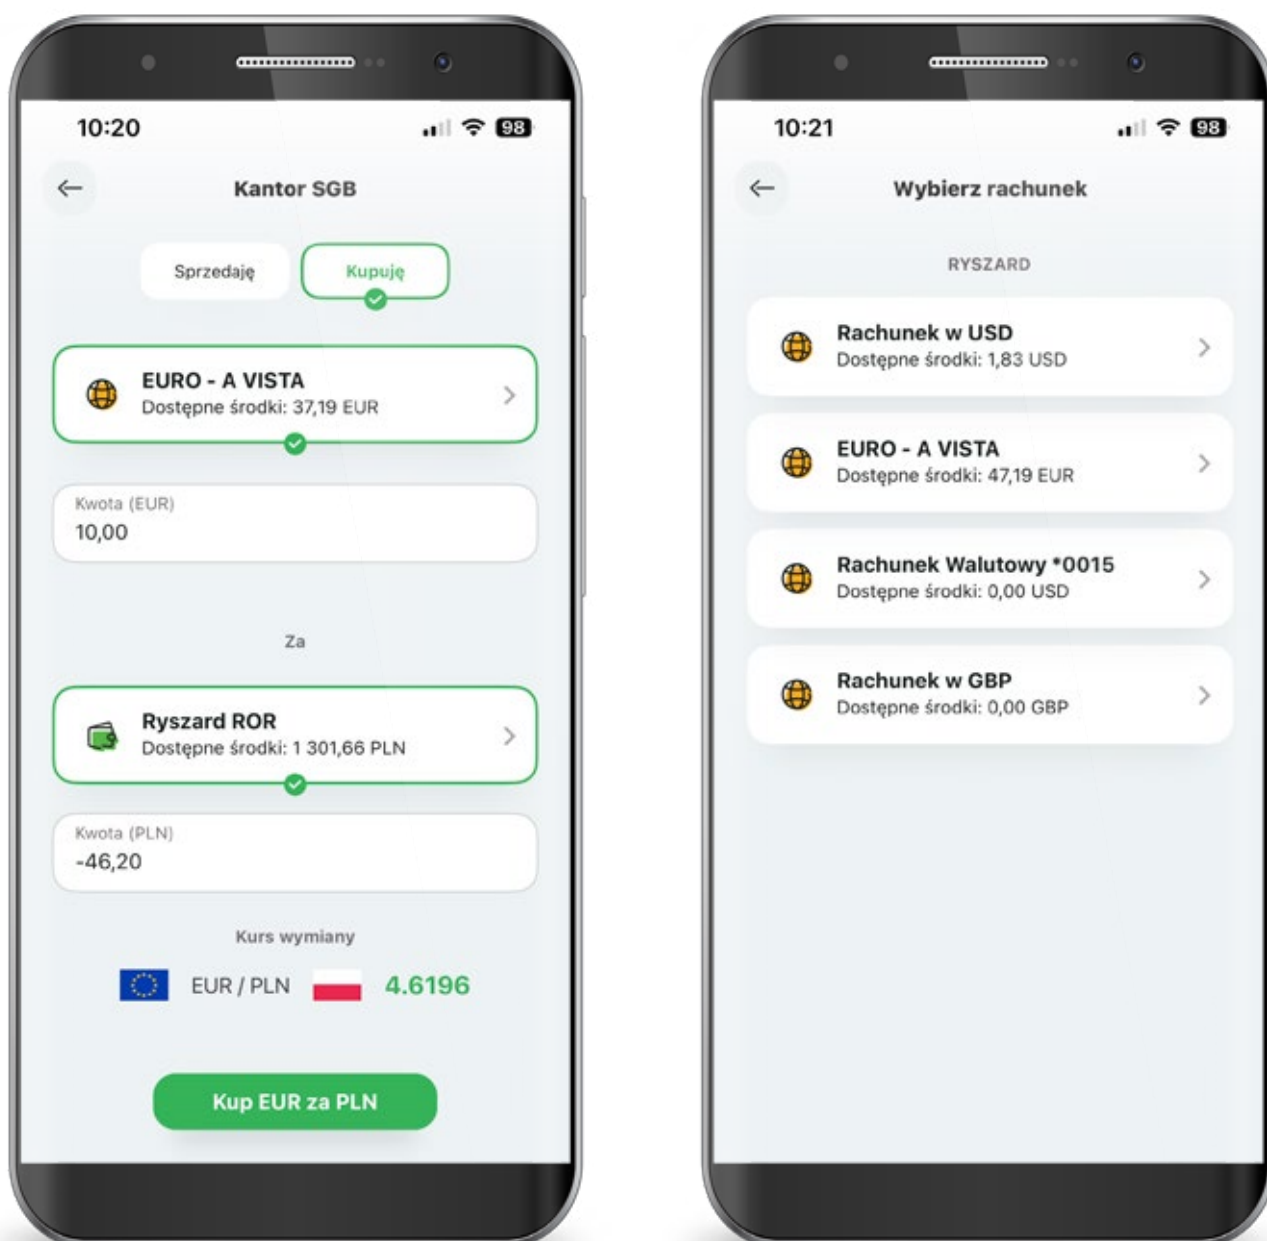 10:20
98
Kantor SGB
Sprzedaję
Kupuję
EURO - A VISTA
Dostępne środki: 37,19 EUR
Kwota (EUR)
10,00
Za
Ryszard ROR
Dostępne środki: 1 301,66 PLN
Kwota (PLN)
-46,20
Kurs wymiany
EUR / PLN 4.6196
Kup EUR za PLN
10:21
98
Wybierz rachunek
RYSZARD
Rachunek w USD
Dostępne środki: 1,83 USD
EURO - A VISTA
Dostępne środki: 47,19 EUR
Rachunek Walutowy *0015
Dostępne środki: 0,00 USD
Rachunek w GBP
Dostępne środki: 0,00 GBP